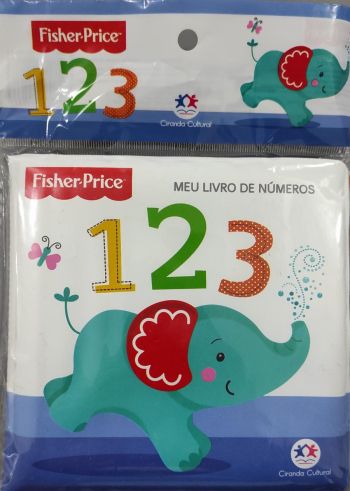 Fisher-Price
123
Ciranda Cultural
Fisher-Price
MEU LIVRO DE NÚMEROS
123
Ciranda Cultural